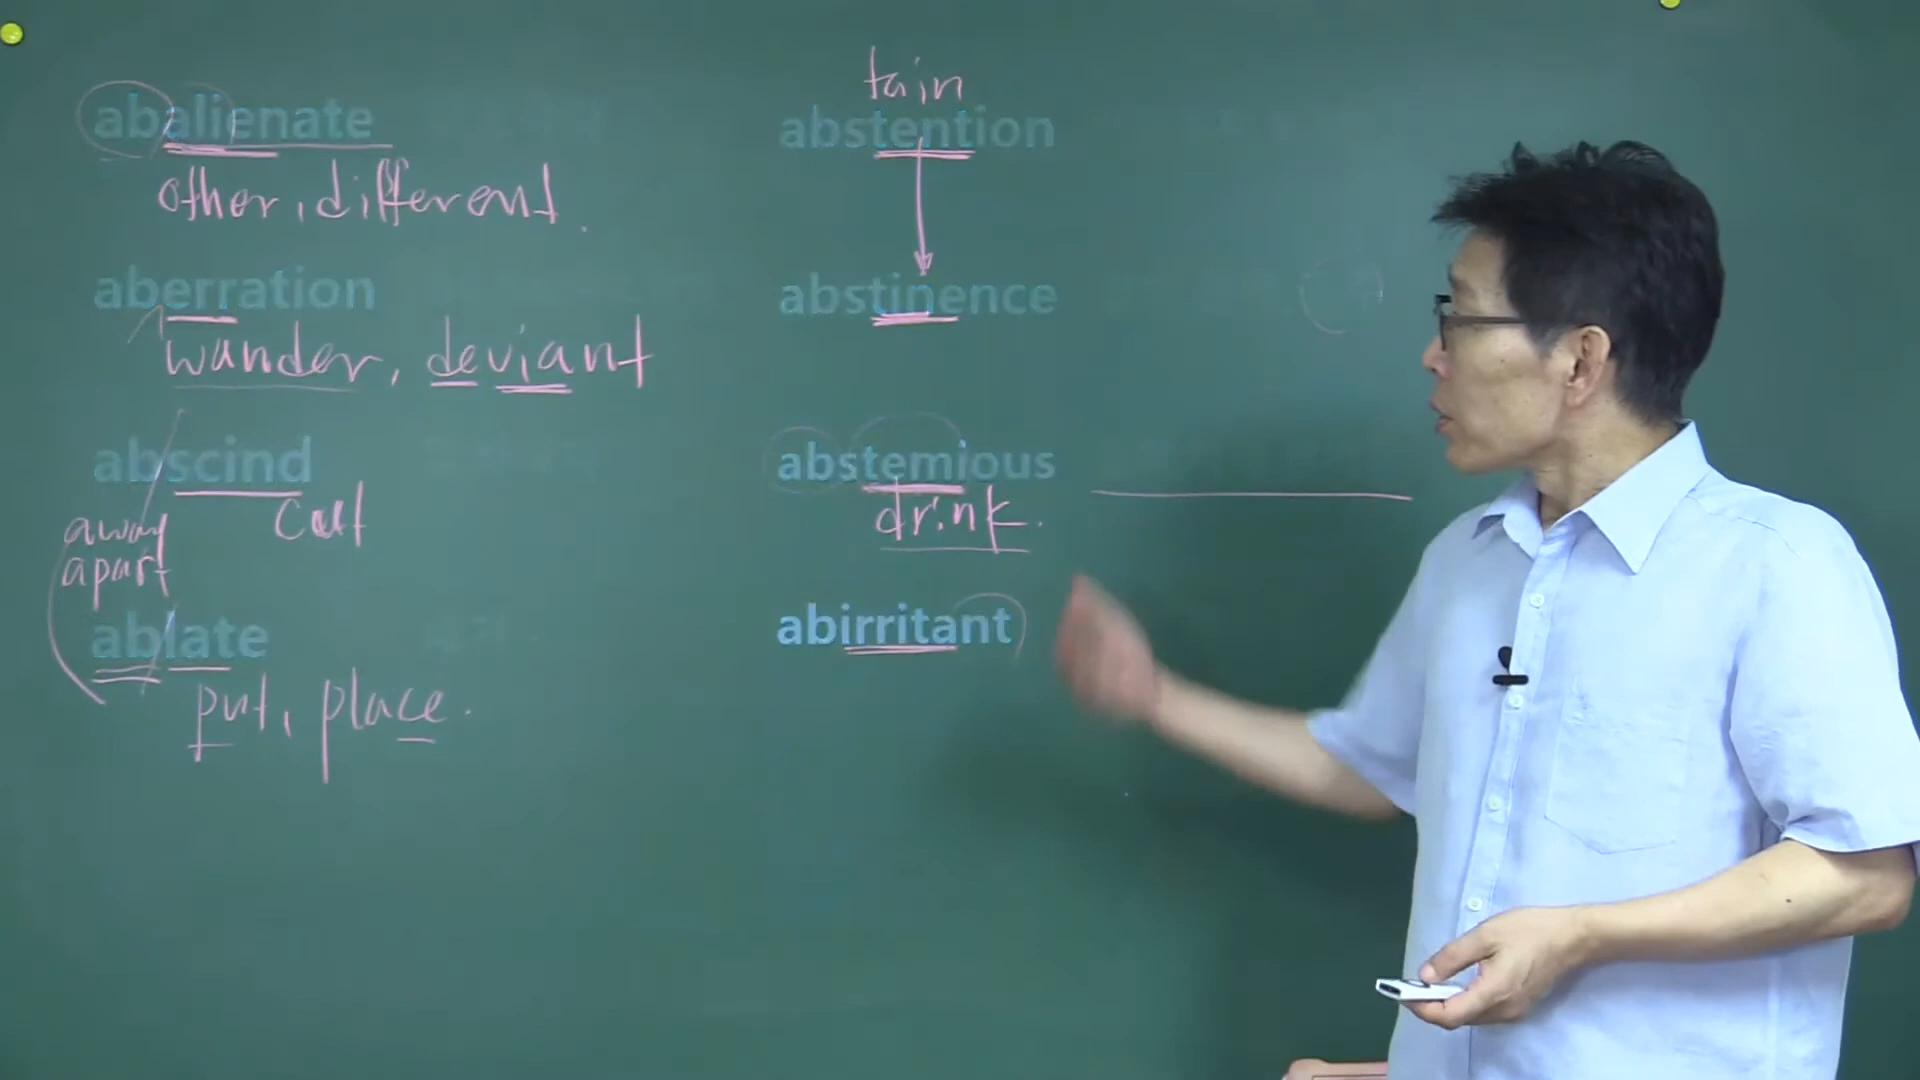 abalienate
other, different.
aberration
wander, deviant
abscind
away
apart
cut
ablate
put, place.
tain
abstention
abstinence
abstemious
drink.
abirritant